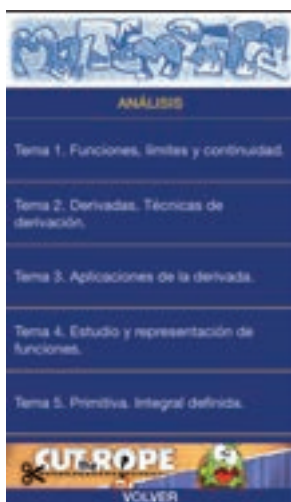 MATEMÁTICAS
ANÁLISIS
Tema 1. Funciones, límites y continuidad.
Tema 2. Derivadas. Técnicas de
derivación.
Tema 3. Aplicaciones de la derivada.
Tema 4. Estudio y representación de
funciones.
Tema 5. Primitiva. Integral definida.
CUT the ROPE
VOLVER